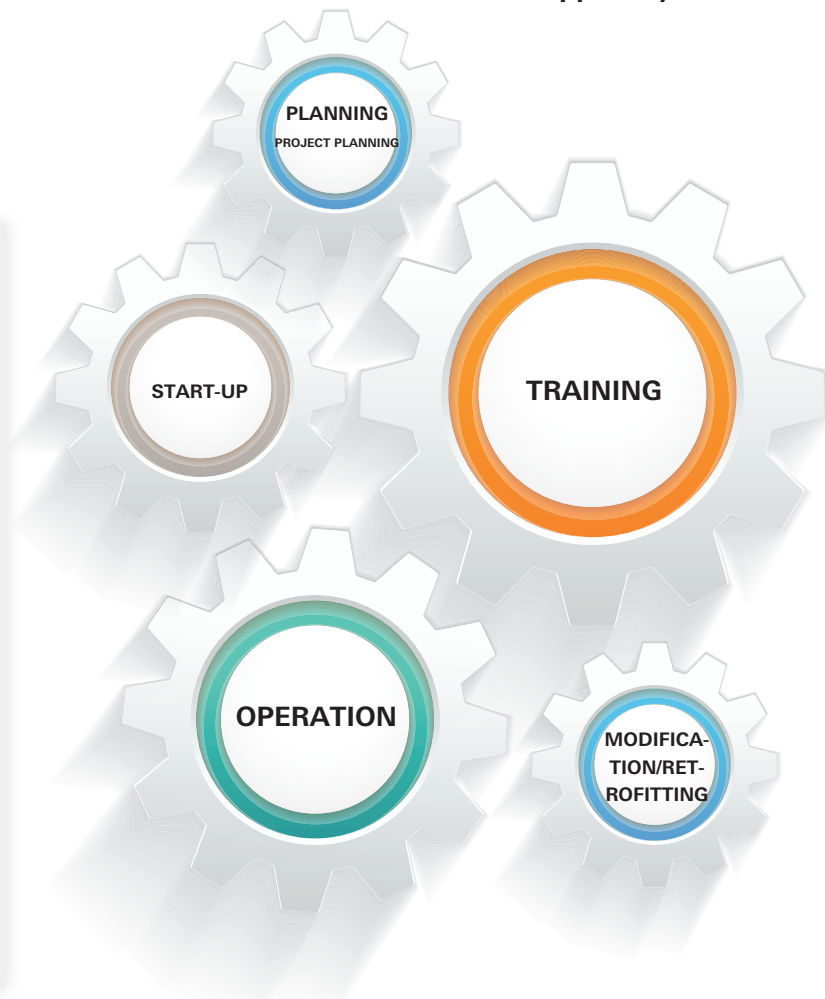 PLANNING
PROJECT PLANNING
START-UP
TRAINING
OPERATION
MODIFICA-
TION/RET-
ROFITTING